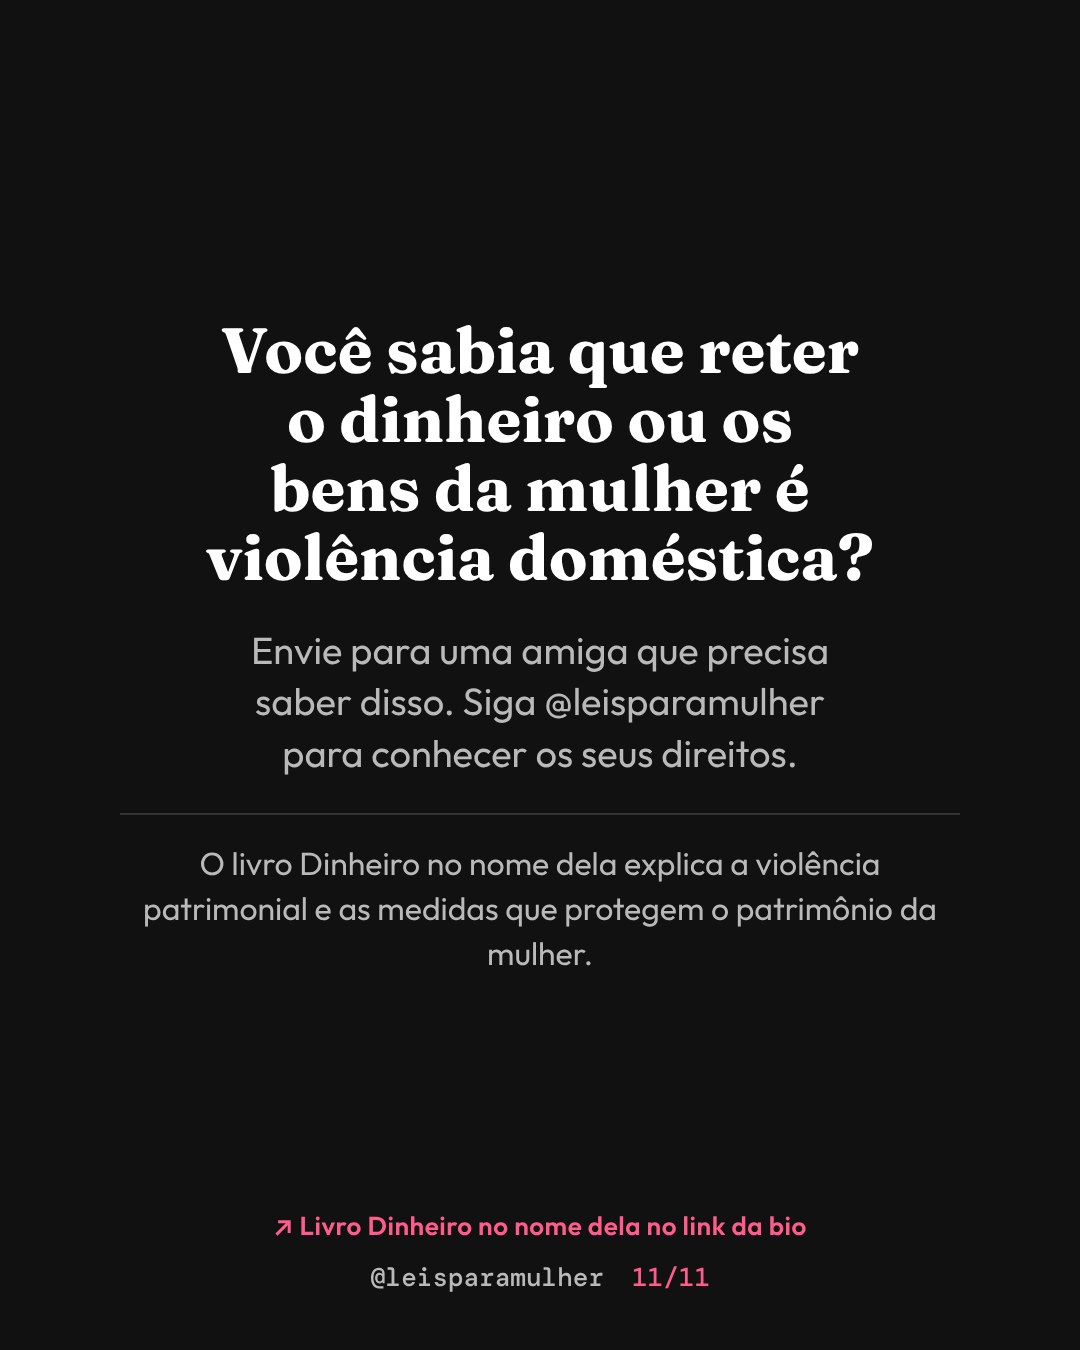 Você sabia que reter
o dinheiro ou os
bens da mulher é
violência doméstica?
Envie para uma amiga que precisa
saber disso. Siga @leisparamulher
para conhecer os seus direitos.
O livro Dinheiro no nome dela explica a violência
patrimonial e as medidas que protegem o patrimônio da
mulher.
↗ Livro Dinheiro no nome dela no link da bio
@leisparamulher 11/11